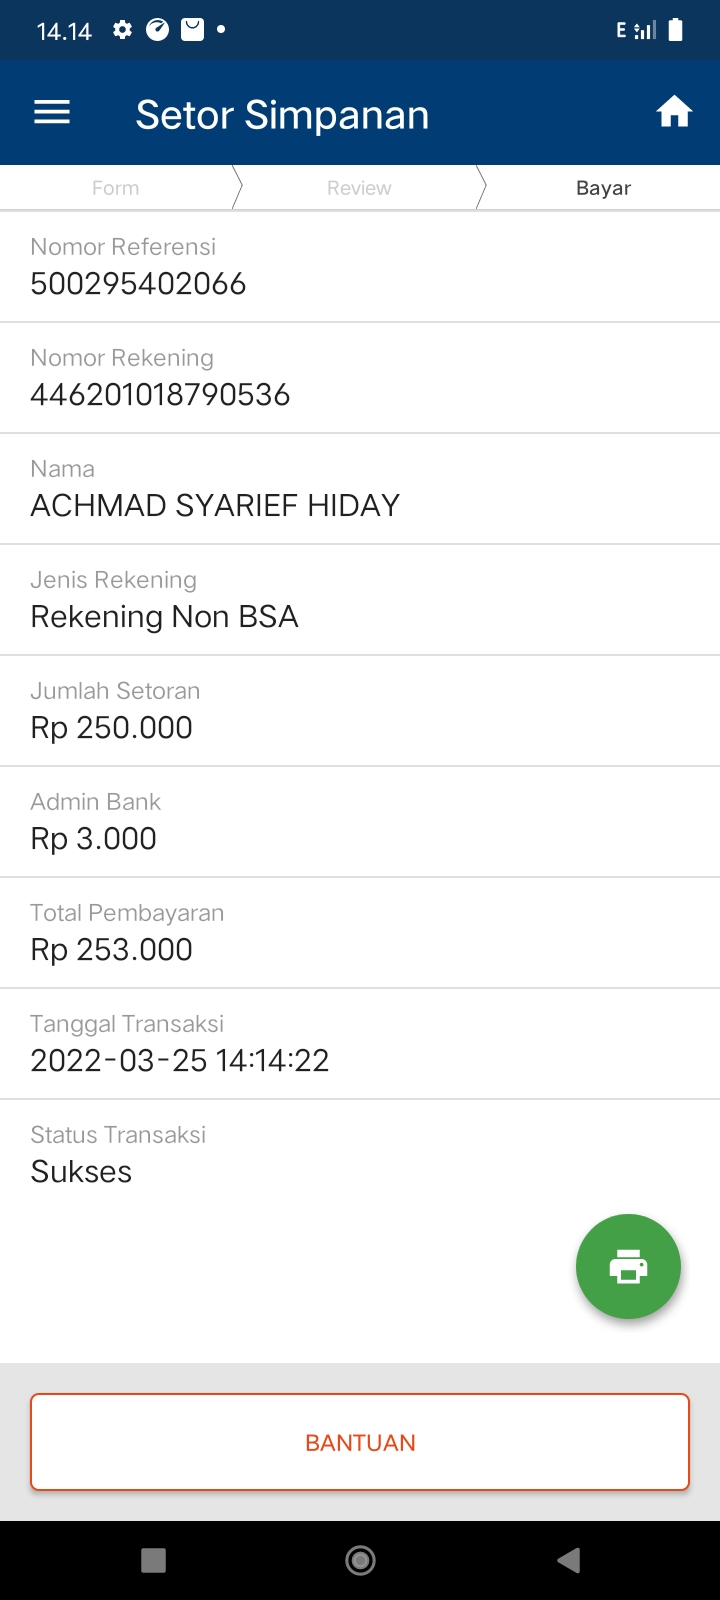 14.14
E
Setor Simpanan
Form
Review
Bayar
Nomor Referensi
500295402066
Nomor Rekening
446201018790536
Nama
ACHMAD SYARIEF HIDAY
Jenis Rekening
Rekening Non BSA
Jumlah Setoran
Rp 250.000
Admin Bank
Rp 3.000
Total Pembayaran
Rp 253.000
Tanggal Transaksi
2022-03-25 14:14:22
Status Transaksi
Sukses
BANTUAN